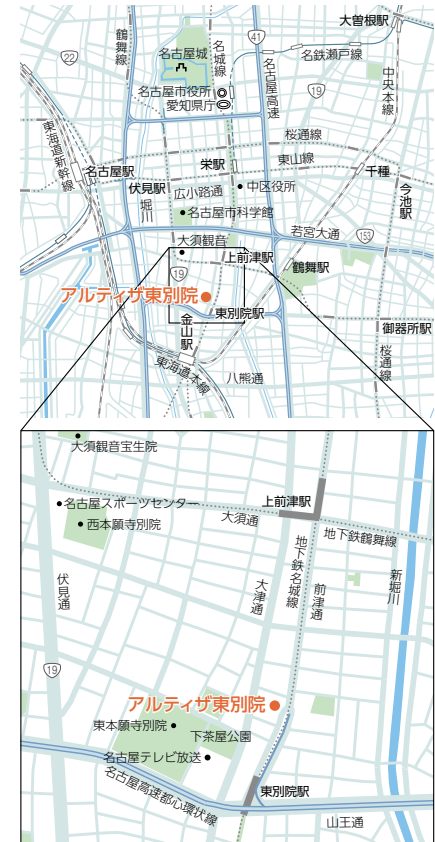 大曽根駅
鶴舞線
名城線
41
名鉄瀬戸線
22
名古屋城
名古屋高速
19
中央本線
名古屋市役所
愛知県庁
東海道新幹線
桜通線
栄駅
東山線
千種
名古屋駅
伏見駅
広小路通
中区役所
今池駅
堀川
名古屋市科学館
若宮大通
153
大須観音
上前津駅
19
鶴舞駅
アルティザ東別院
東別院駅
金山駅
御器所駅
東海道本線
八熊通
桜通線
大須観音宝生院
名古屋スポーツセンター
上前津駅
大須通
西本願寺別院
地下鉄鶴舞線
地下鉄名城線
前津通
新堀川
伏見通
大津通
19
アルティザ東別院
東本願寺別院
下茶屋公園
名古屋テレビ放送
名古屋高速都心環状線
東別院駅
山王通